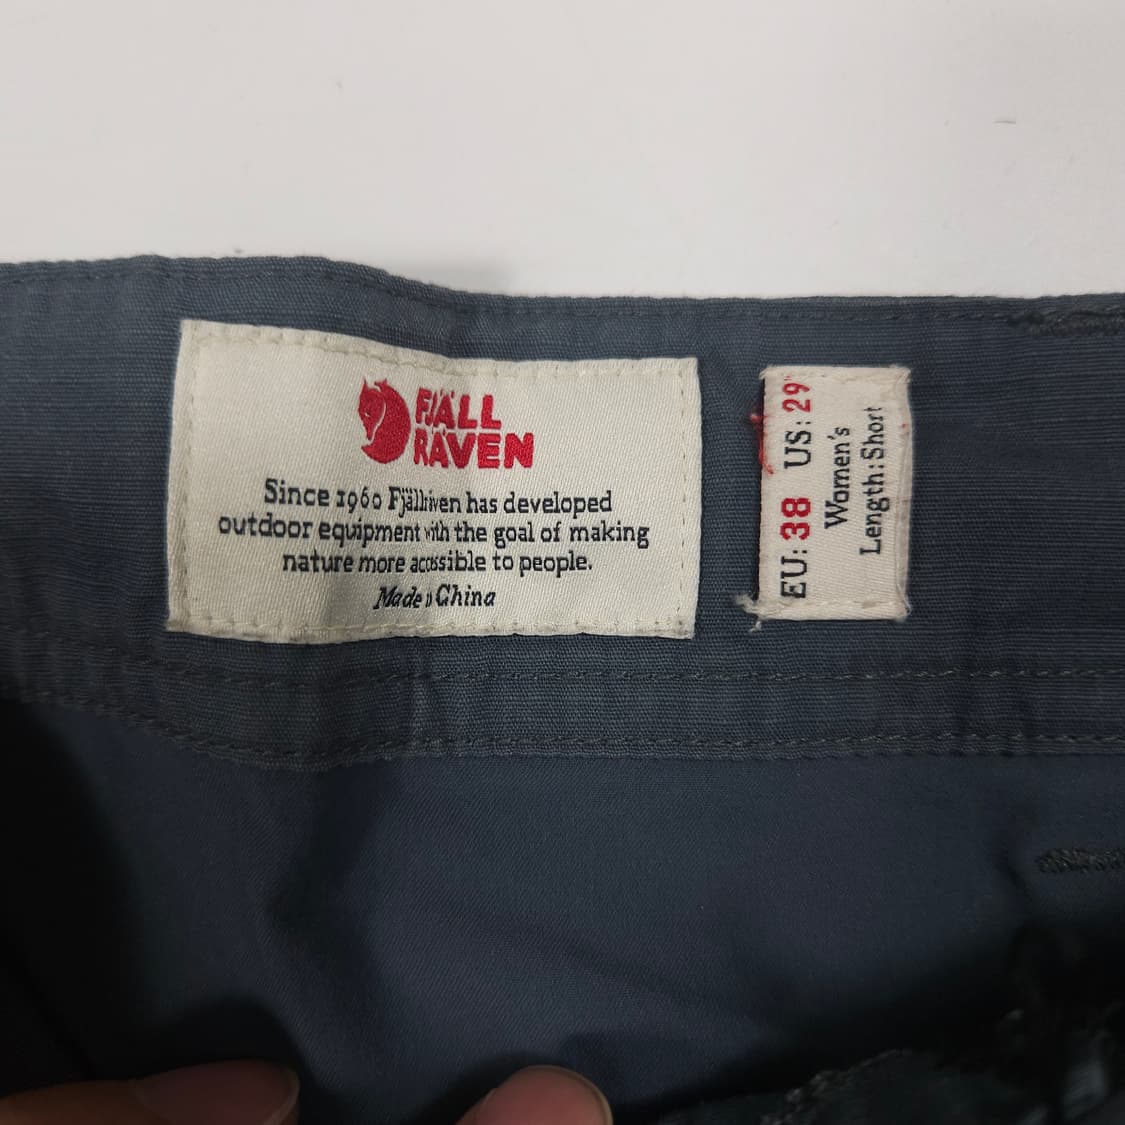 FJÄLL
RÄVEN
Since 1960 Fjällräven has developed
outdoor equipment with the goal of making
nature more accessible to people.
Made in China
EU: 38 US: 29"
Women's
Length: Short